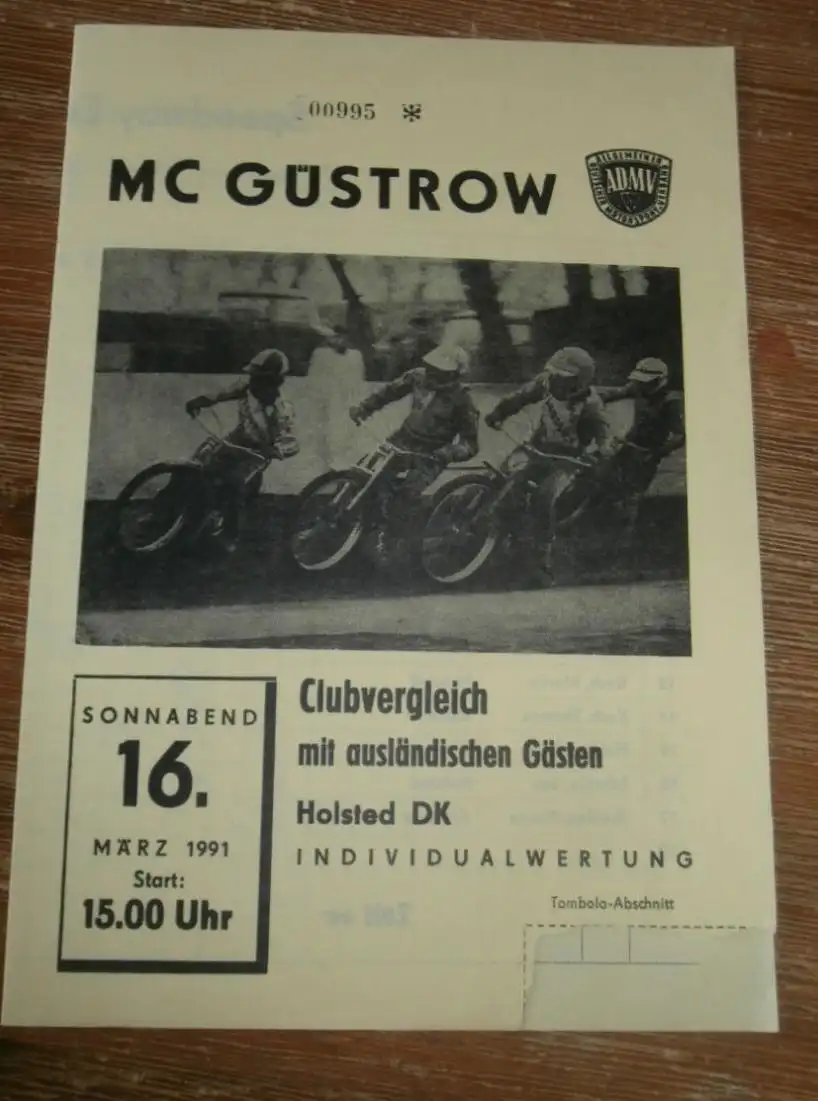 00995 *
MC GÜSTROW
ADMV
SONNABEND
16.
MÄRZ 1991
Start:
15.00 Uhr
Clubvergleich
mit ausländischen Gästen
Holsted DK
INDIVIDUALWERTUNG
Tombola-Abschnitt